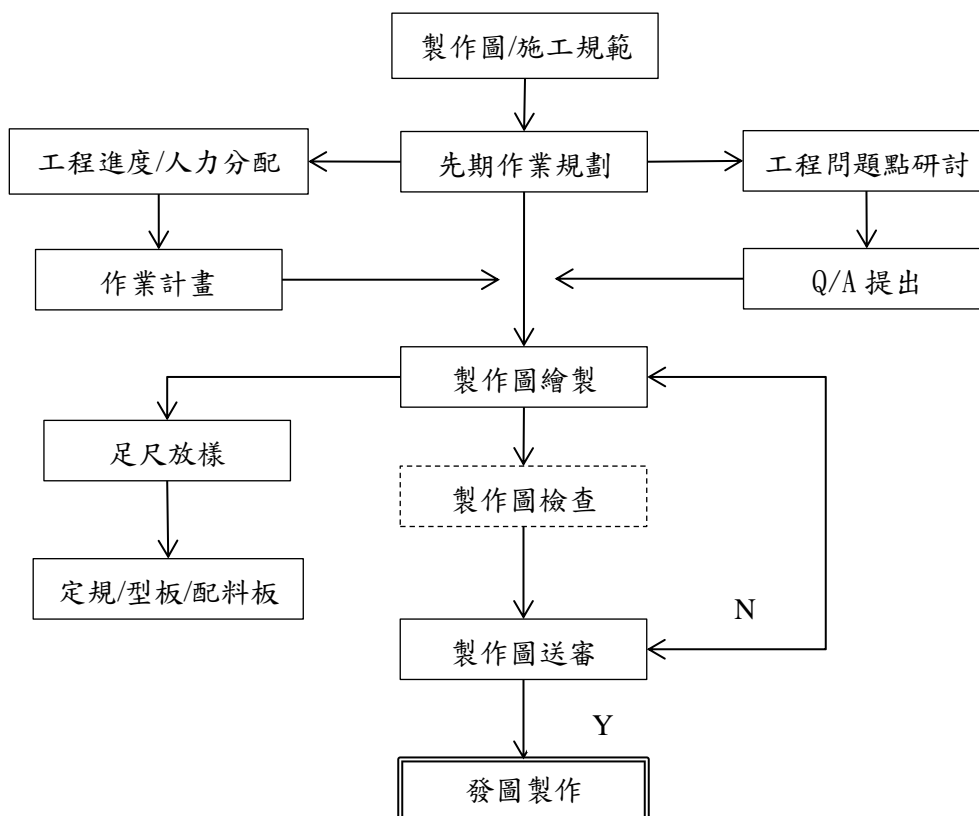 製作圖/施工規範
工程進度/人力分配
先期作業規劃
工程問題點研討
作業計畫
Q/A 提出
製作圖繪製
足尺放樣
製作圖檢查
定規/型板/配料板
N
製作圖送審
Y
發圖製作